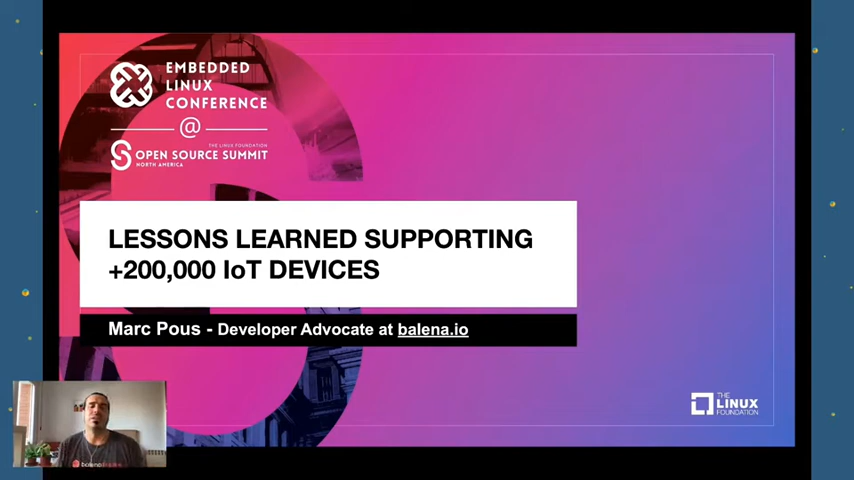 EMBEDDED
LINUX
CONFERENCE
@
THE LINUX FOUNDATION
OPEN SOURCE SUMMIT
NORTH AMERICA
LESSONS LEARNED SUPPORTING
+200,000 IoT DEVICES
Marc Pous - Developer Advocate at balena.io
THE
LINUX
FOUNDATION